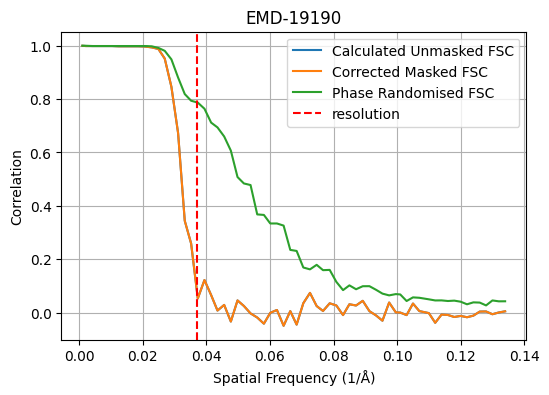 EMD-19190
Calculated Unmasked FSC
Corrected Masked FSC
Phase Randomised FSC
resolution
Correlation
1.0
0.8
0.6
0.4
0.2
0.0
0.00 0.02 0.04 0.06 0.08 0.10 0.12 0.14
Spatial Frequency (1/Å)